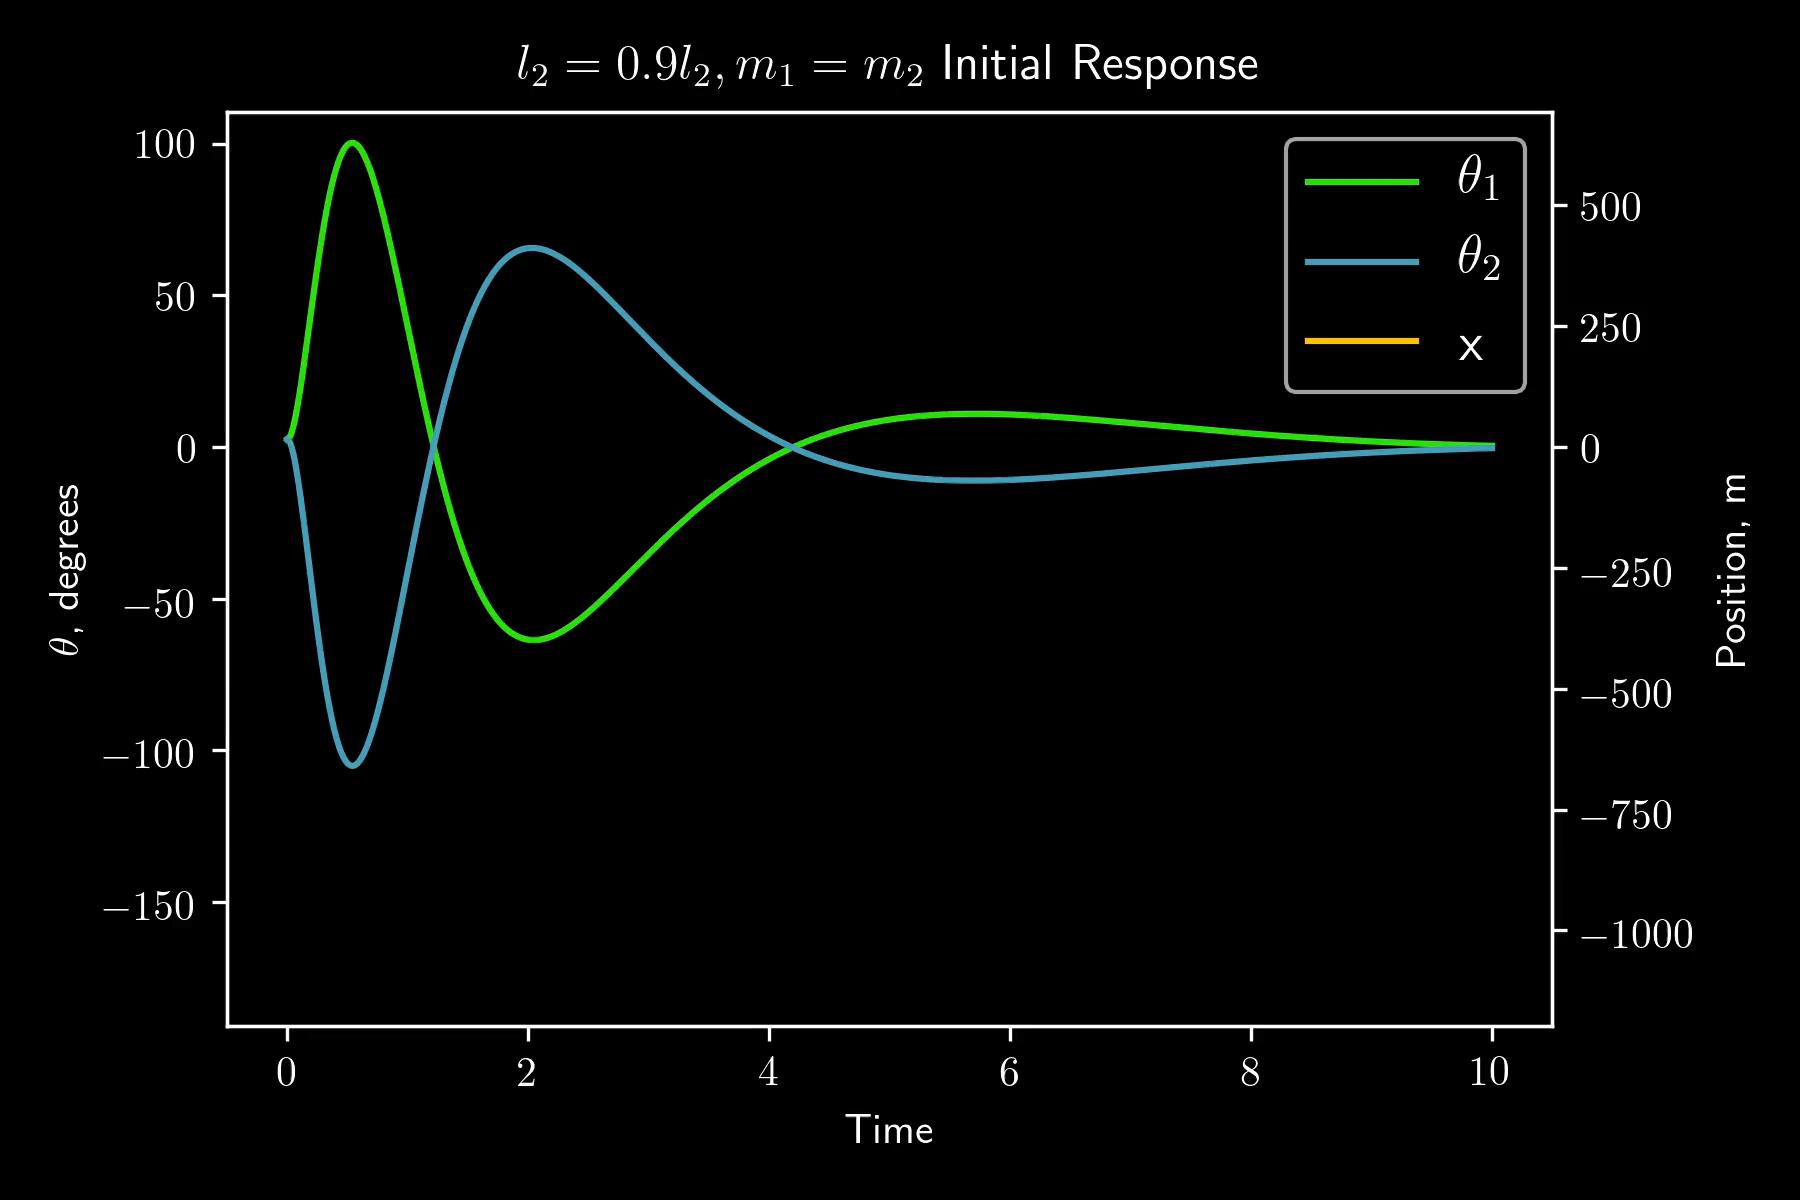 l₂ = 0.9l₂, m₁ = m₂ Initial Response
100
50
0
−50
−100
−150
θ, degrees
θ₁
θ₂
x
500
250
0
−250
−500
−750
−1000
Position, m
0 2 4 6 8 10
Time